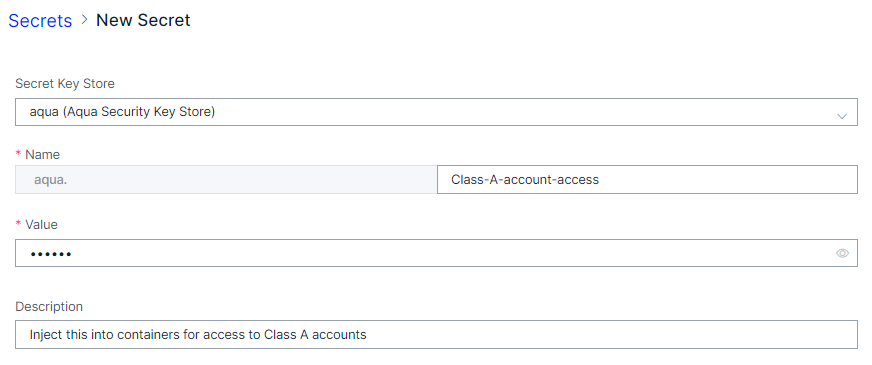 Secrets > New Secret
Secret Key Store
aqua (Aqua Security Key Store)
* Name
aqua. Class-A-account-access
* Value
••••••
Description
Inject this into containers for access to Class A accounts